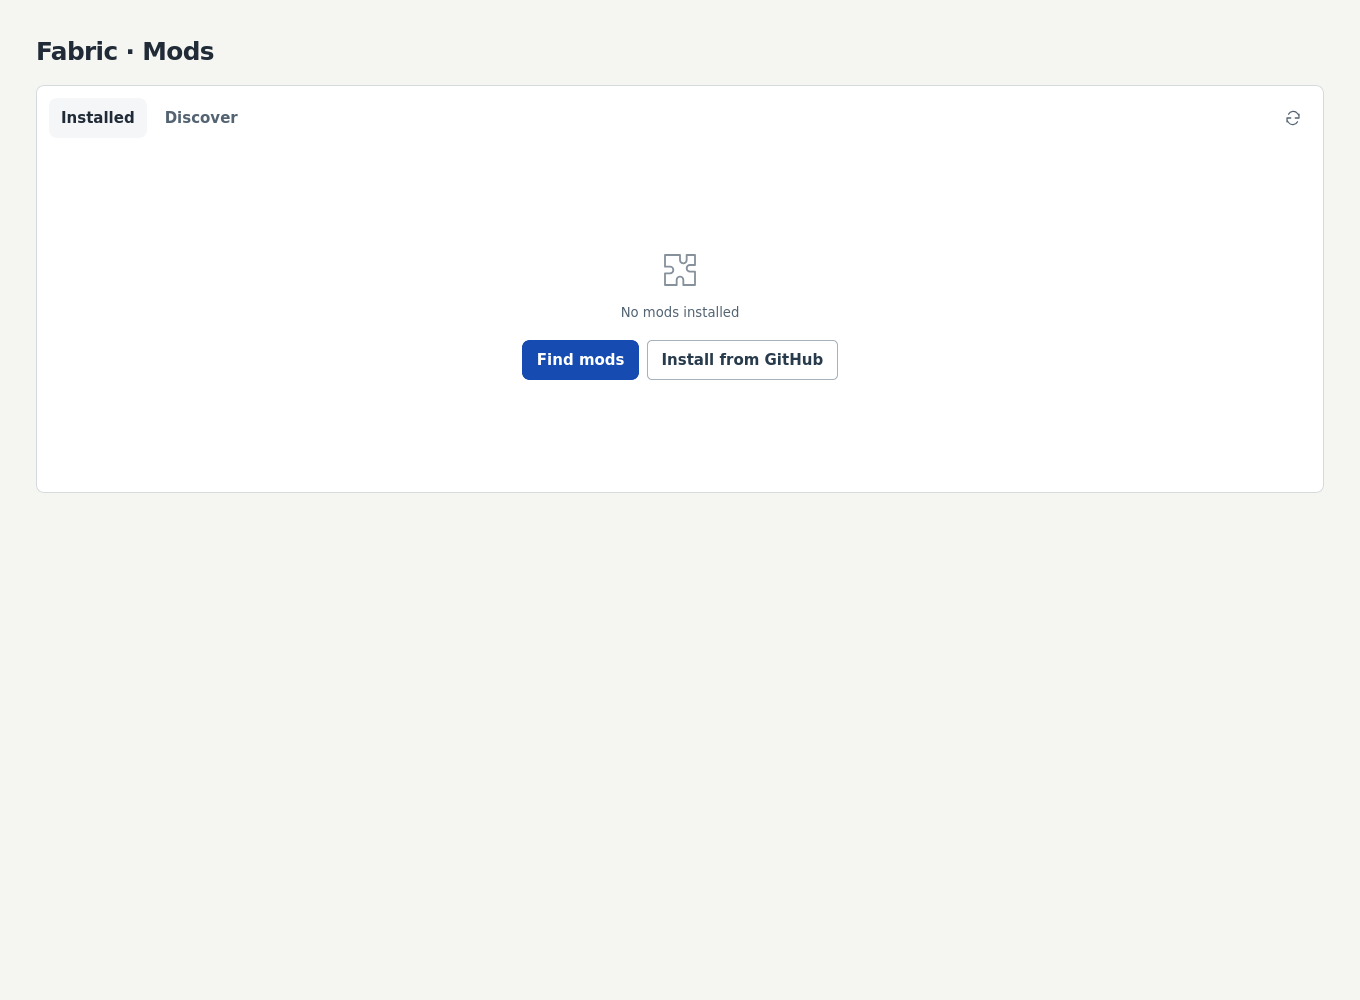 Fabric · Mods
Installed
Discover
No mods installed
Find mods
Install from GitHub